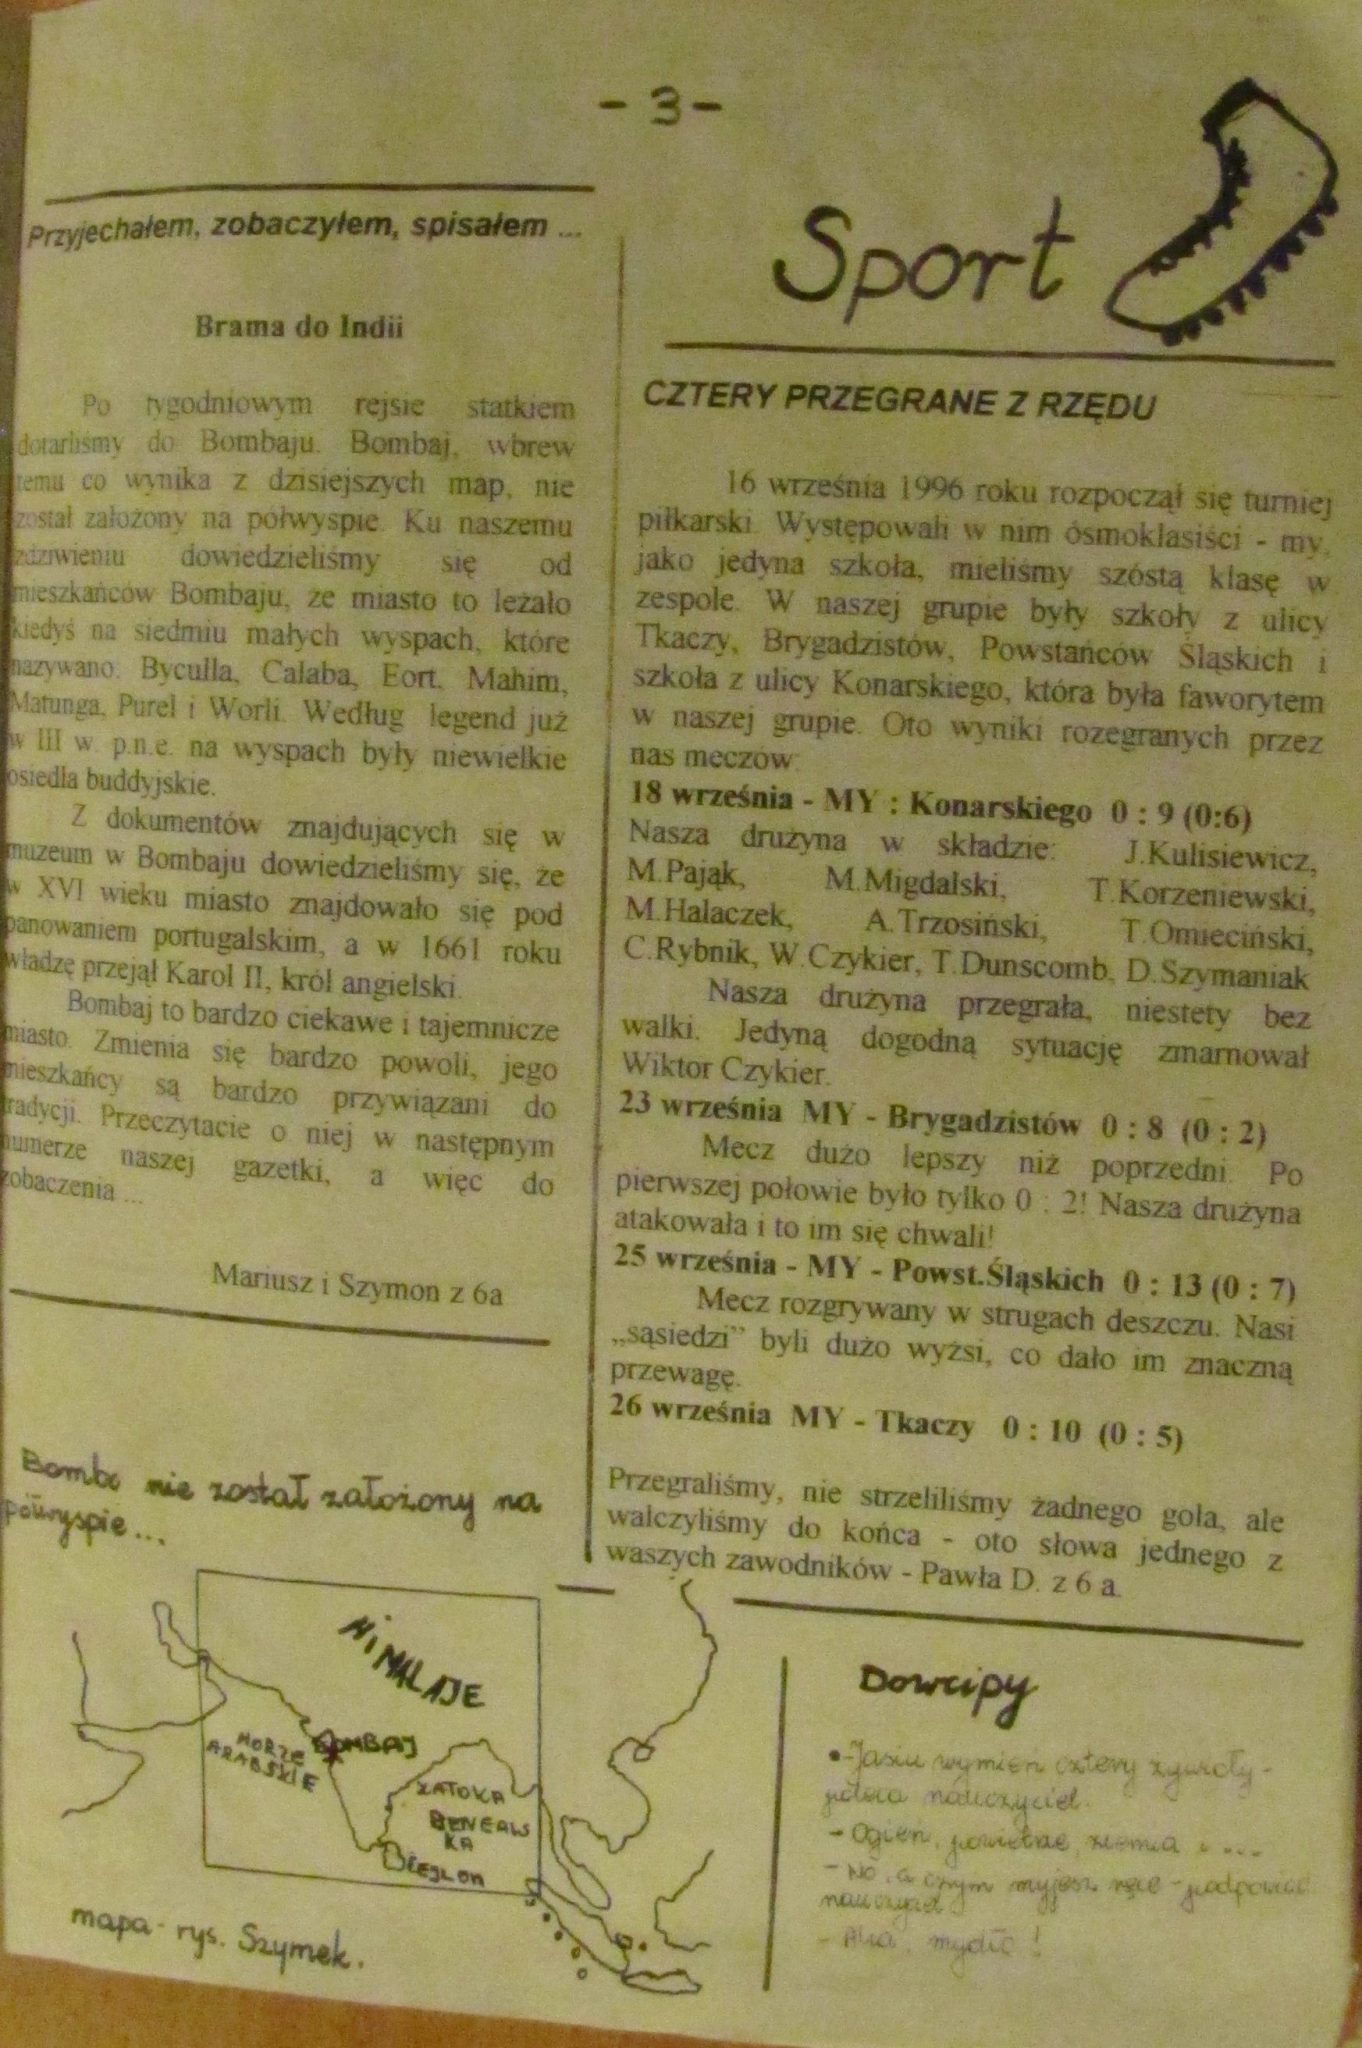 - 3 -
Przyjechałem, zobaczyłem, spisałem ...
Brama do Indii
Po tygodniowym rejsie statkiem
dotarliśmy do Bombaju. Bombaj, wbrew
temu co wynika z dzisiejszych map, nie
został założony na półwyspie. Ku naszemu
zdziwieniu dowiedzieliśmy się od
mieszkańców Bombaju, że miasto to leżało
kiedyś na siedmiu małych wyspach, które
nazywano: Byculla, Calaba, Eort, Mahim,
Matunga, Purel i Worli. Według legend już
w III w. p.n.e. na wyspach były niewielkie
osiedla buddyjskie.
Z dokumentów znajdujących się w
muzeum w Bombaju dowiedzieliśmy się, że
w XVI wieku miasto znajdowało się pod
panowaniem portugalskim, a w 1661 roku
władzę przejął Karol II, król angielski.
Bombaj to bardzo ciekawe i tajemnicze
miasto. Zmienia się bardzo powoli, jego
mieszkańcy są bardzo przywiązani do
tradycji. Przeczytacie o niej w następnym
numerze naszej gazetki, a więc do
zobaczenia ...
Mariusz i Szymon z 6a
nie został założony na
półwyspie...
HIMALAJE
MORZE
ARABSKIE
BOMBAJ
ZATOKA
BENGALS
KA
CEJLON
mapa - rys. Szymek.
Sport
CZTERY PRZEGRANE Z RZĘDU
16 września 1996 roku rozpoczął się turniej
piłkarski. Występowali w nim ósmoklasiści - my,
jako jedyna szkoła, mieliśmy szóstą klasę w
zespole. W naszej grupie były szkoły z ulicy
Tkaczy, Brygadzistów, Powstańców Śląskich i
szkoła z ulicy Konarskiego, która była faworytem
w naszej grupie. Oto wyniki rozegranych przez
nas meczów:
18 września - MY : Konarskiego 0 : 9 (0:6)
Nasza drużyna w składzie: J.Kulisiewicz,
M.Pająk, M.Migdalski, T.Korzeniewski,
M.Halaczek, A.Trzosiński, T.Omieciński,
C.Rybnik, W.Czykier, T.Dunscomb, D.Szymaniak
Nasza drużyna przegrała, niestety bez
walki. Jedyną dogodną sytuację zmarnował
Wiktor Czykier.
23 września MY - Brygadzistów 0 : 8 (0 : 2)
Mecz dużo lepszy niż poprzedni. Po
pierwszej połowie było tylko 0 : 2! Nasza drużyna
atakowała i to im się chwali!
25 września - MY - Powst.Śląskich 0 : 13 (0 : 7)
Mecz rozgrywany w strugach deszczu. Nasi
„sąsiedzi” byli dużo wyżsi, co dało im znaczną
przewagę.
26 września MY - Tkaczy 0 : 10 (0 : 5)
Przegraliśmy, nie strzeliliśmy żadnego gola, ale
walczyliśmy do końca - oto słowa jednego z
waszych zawodników - Pawła D. z 6 a.
Dowcipy
• - Jasiu wymień cztery żywioły -
nauczyciel.
- Ogień, powietrze, ziemia i ...
- No, a czym myjesz ręce - podpowiada
nauczyciel
- Aha, mydło!